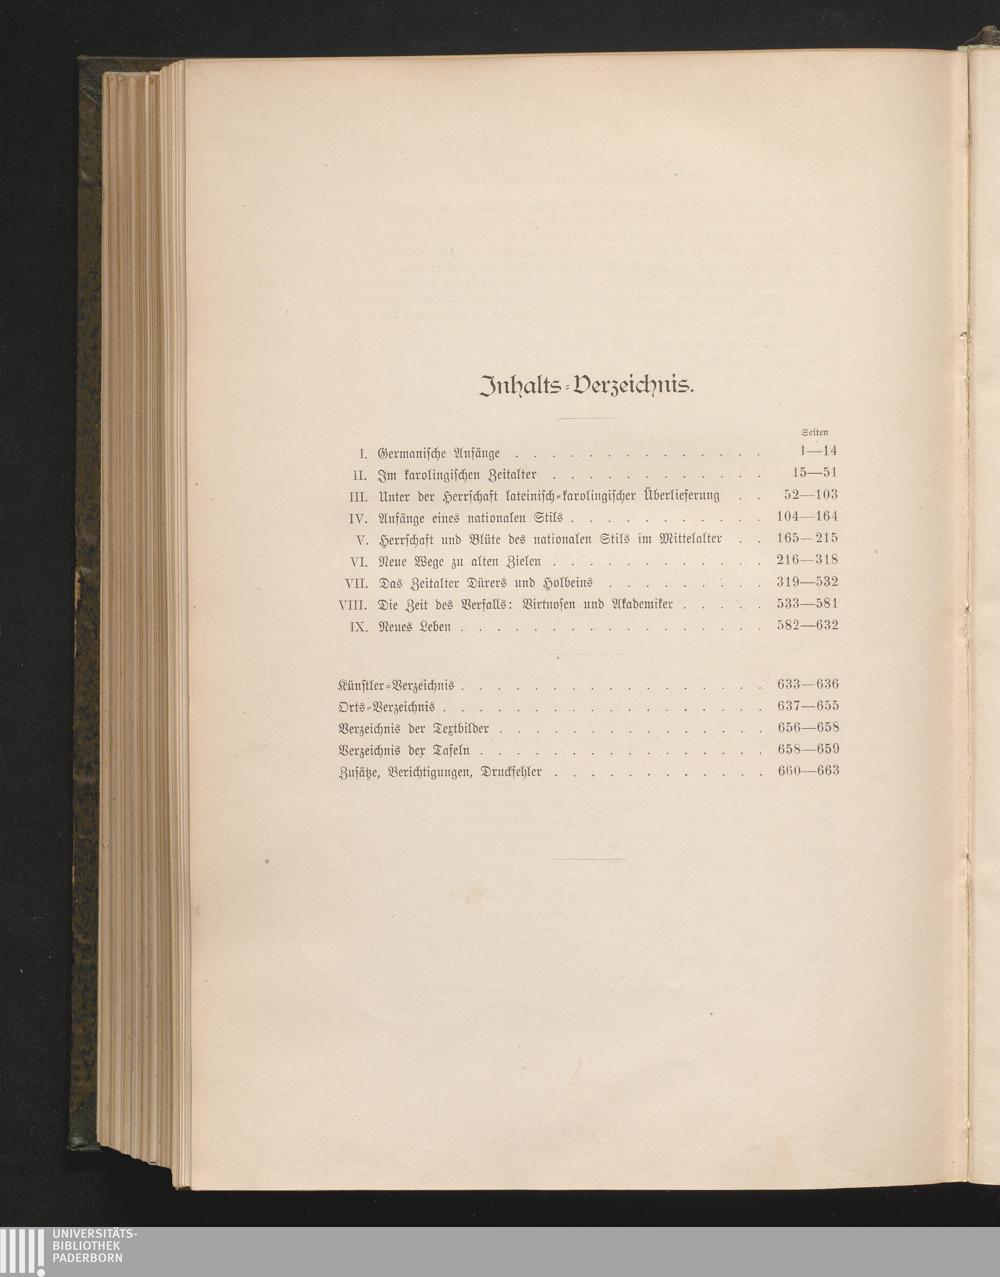 Inhalts-Verzeichnis.
Seiten
I. Germanische Anfänge . . . . . . . . . . . . . . 1—14
II. Im karolingischen Zeitalter . . . . . . . . . . . . 15—51
III. Unter der Herrschaft lateinisch-karolingischer Überlieferung . . 52—103
IV. Anfänge eines nationalen Stils . . . . . . . . . . . 104—164
V. Herrschaft und Blüte des nationalen Stils im Mittelalter . . 165—215
VI. Neue Wege zu alten Zielen . . . . . . . . . . . . 216—318
VII. Das Zeitalter Dürers und Holbeins . . . . . . . . . 319—532
VIII. Die Zeit des Verfalls: Virtuosen und Akademiker . . . . . 533—581
IX. Neues Leben . . . . . . . . . . . . . . . . . 582—632
Künstler-Verzeichnis . . . . . . . . . . . . . . . . . 633—636
Orts-Verzeichnis . . . . . . . . . . . . . . . . . . 637—655
Verzeichnis der Textbilder . . . . . . . . . . . . . . . 656—658
Verzeichnis der Tafeln . . . . . . . . . . . . . . . . 658—659
Zusätze, Berichtigungen, Druckfehler . . . . . . . . . . . . 660—663
UNIVERSITÄTS-
BIBLIOTHEK
PADERBORN